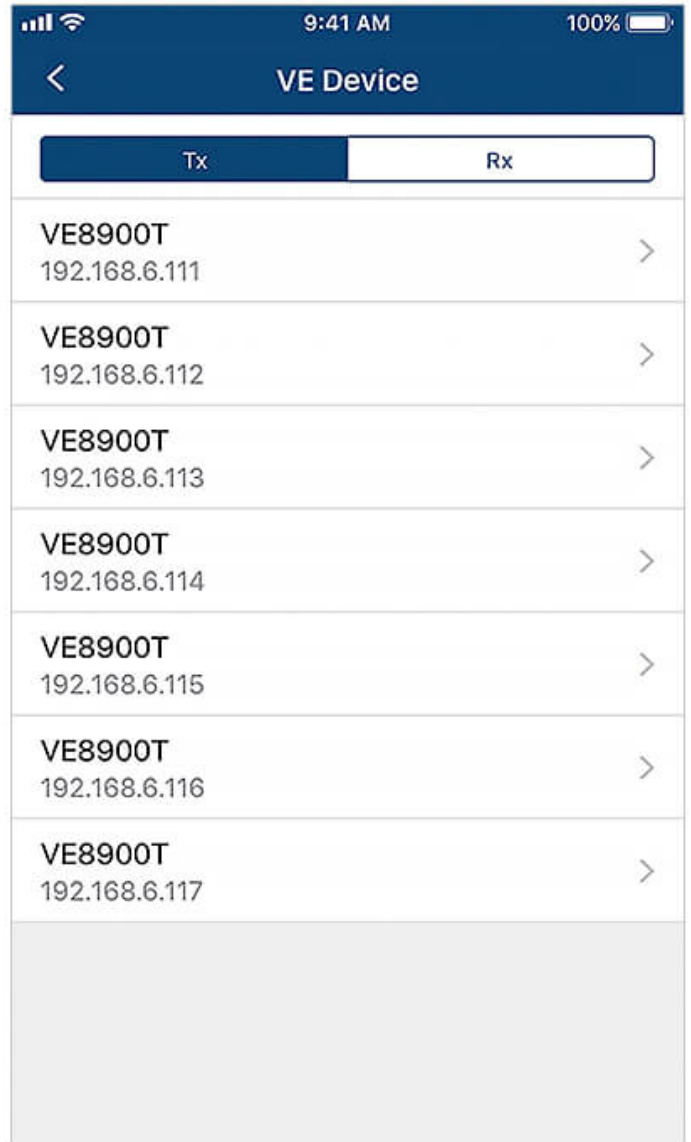 9:41 AM 100%
VE Device
Tx Rx
VE8900T
192.168.6.111
VE8900T
192.168.6.112
VE8900T
192.168.6.113
VE8900T
192.168.6.114
VE8900T
192.168.6.115
VE8900T
192.168.6.116
VE8900T
192.168.6.117